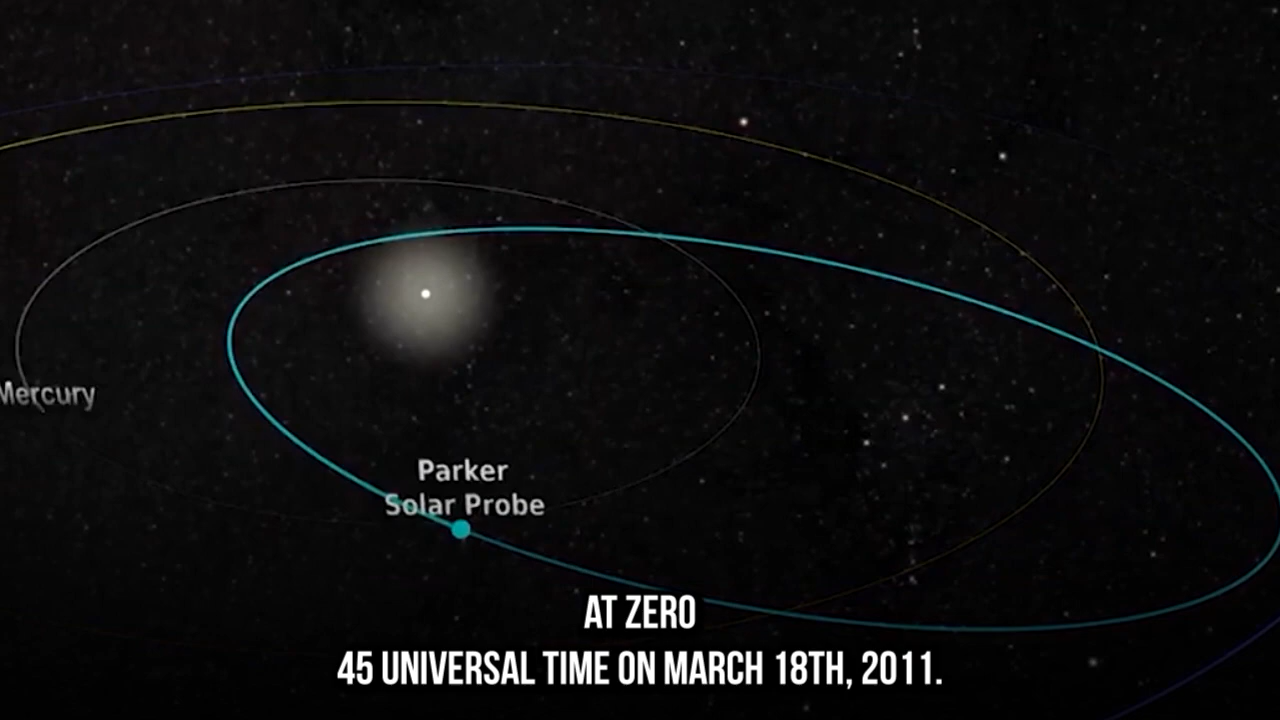 Mercury
Parker
Solar Probe
AT ZERO
45 UNIVERSAL TIME ON MARCH 18TH, 2011.